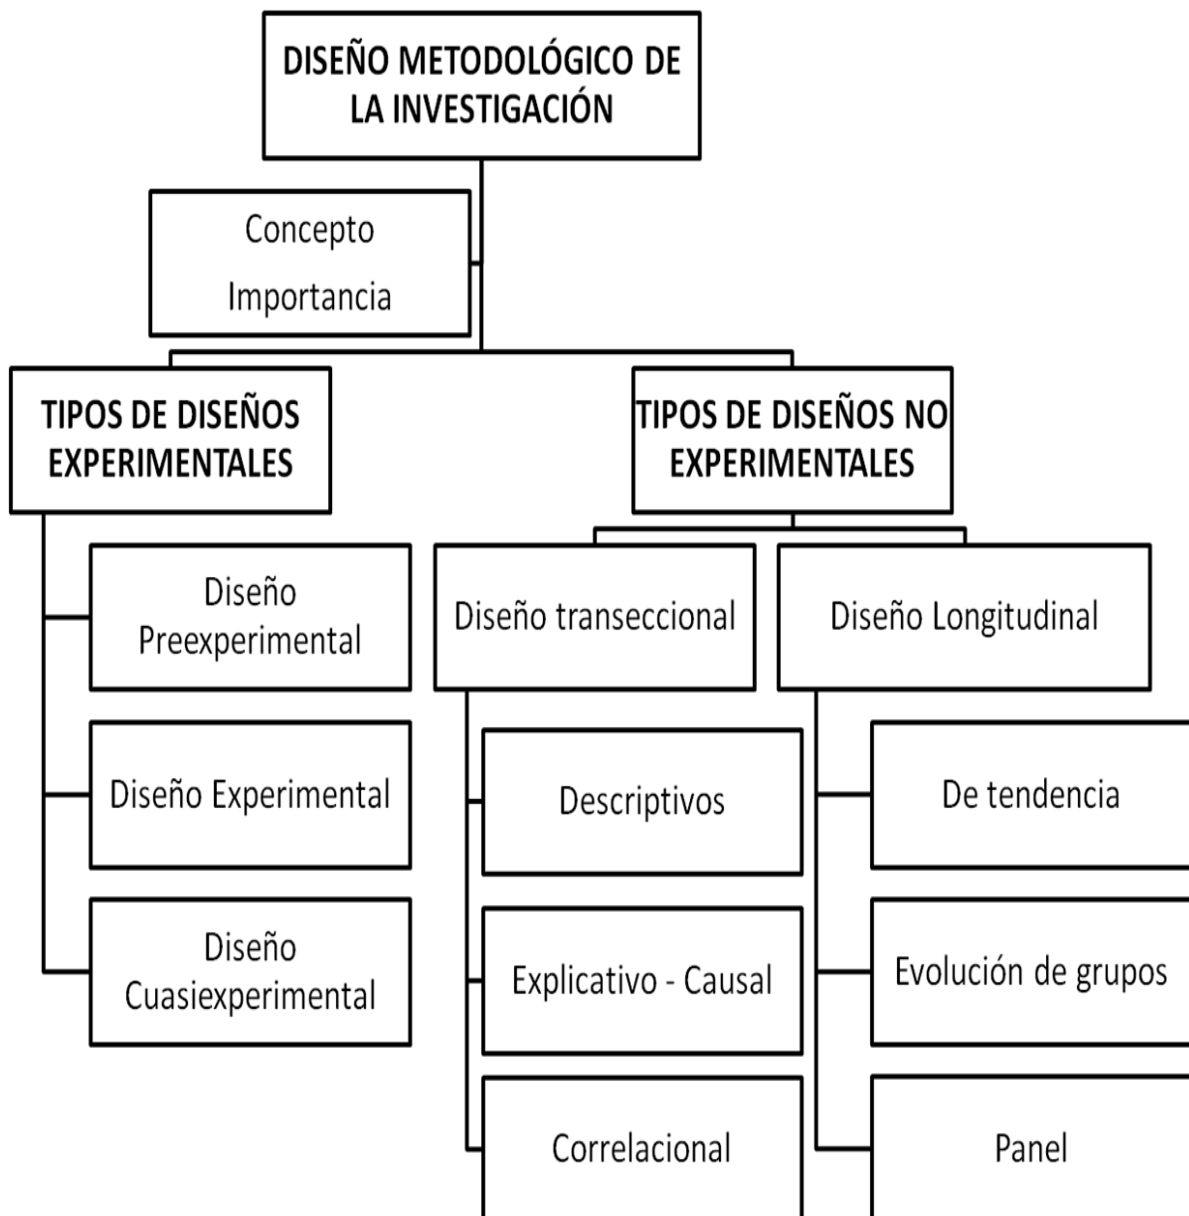 DISEÑO METODOLÓGICO DE
LA INVESTIGACIÓN
Concepto
Importancia
TIPOS DE DISEÑOS
EXPERIMENTALES
TIPOS DE DISEÑOS NO
EXPERIMENTALES
Diseño
Preexperimental
Diseño Experimental
Diseño
Cuasiexperimental
Diseño transeccional
Descriptivos
Explicativo - Causal
Correlacional
Diseño Longitudinal
De tendencia
Evolución de grupos
Panel